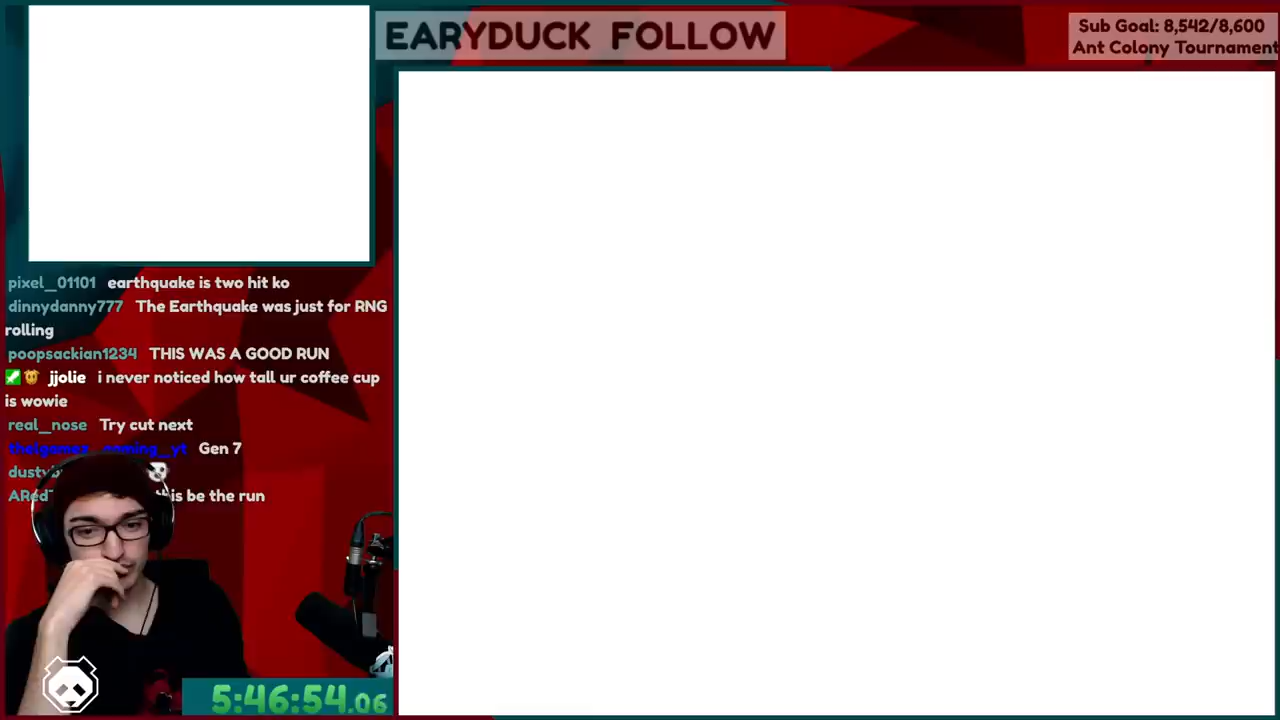 EARYDUCK FOLLOW
Sub Goal: 8,542/8,600
Ant Colony Tournament
pixel_01101 earthquake is two hit ko
dinnydanny777 The Earthquake was just for RNG
rolling
poopsackian1234 THIS WAS A GOOD RUN
jjolie i never noticed how tall ur coffee cup
is wowie
real_nose Try cut next
Gen 7
be the run
5:46:54.06